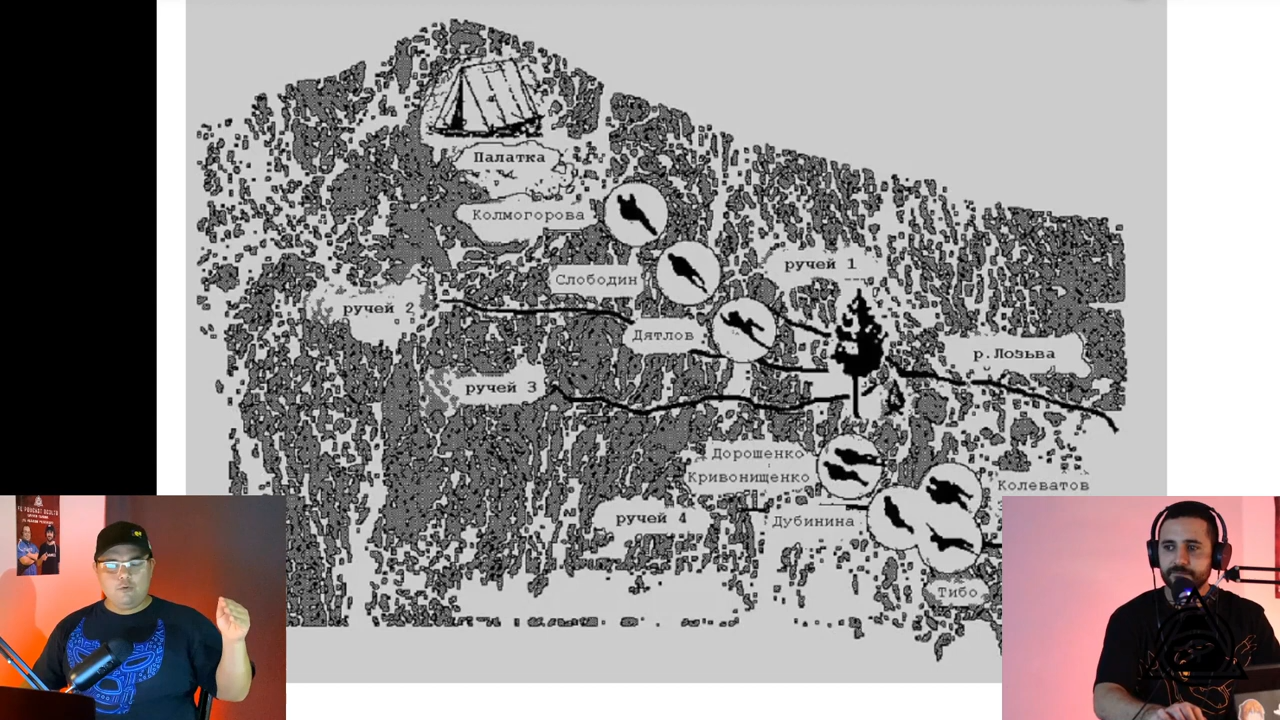 Палатка
Колмогорова
Слободин
ручей 1
ручей 2
Дятлов
р.Лозьва
ручей 3
Дорошенко
Кривонищенко
Колеватов
ручей 4
Дубинина
Тибо